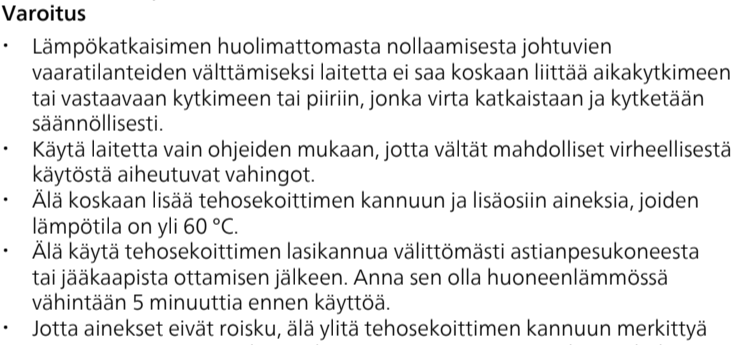 Varoitus
· Lämpökatkaisimen huolimattomasta nollaamisesta johtuvien
vaaratilanteiden välttämiseksi laitetta ei saa koskaan liittää aikakytkimeen
tai vastaavaan kytkimeen tai piiriin, jonka virta katkaistaan ja kytketään
säännöllisesti.
· Käytä laitetta vain ohjeiden mukaan, jotta vältät mahdolliset virheellisestä
käytöstä aiheutuvat vahingot.
· Älä koskaan lisää tehosekoittimen kannuun ja lisäosiin aineksia, joiden
lämpötila on yli 60 °C.
· Älä käytä tehosekoittimen lasikannua välittömästi astianpesukoneesta
tai jääkaapista ottamisen jälkeen. Anna sen olla huoneenlämmössä
vähintään 5 minuuttia ennen käyttöä.
· Jotta ainekset eivät roisku, älä ylitä tehosekoittimen kannuun merkittyä